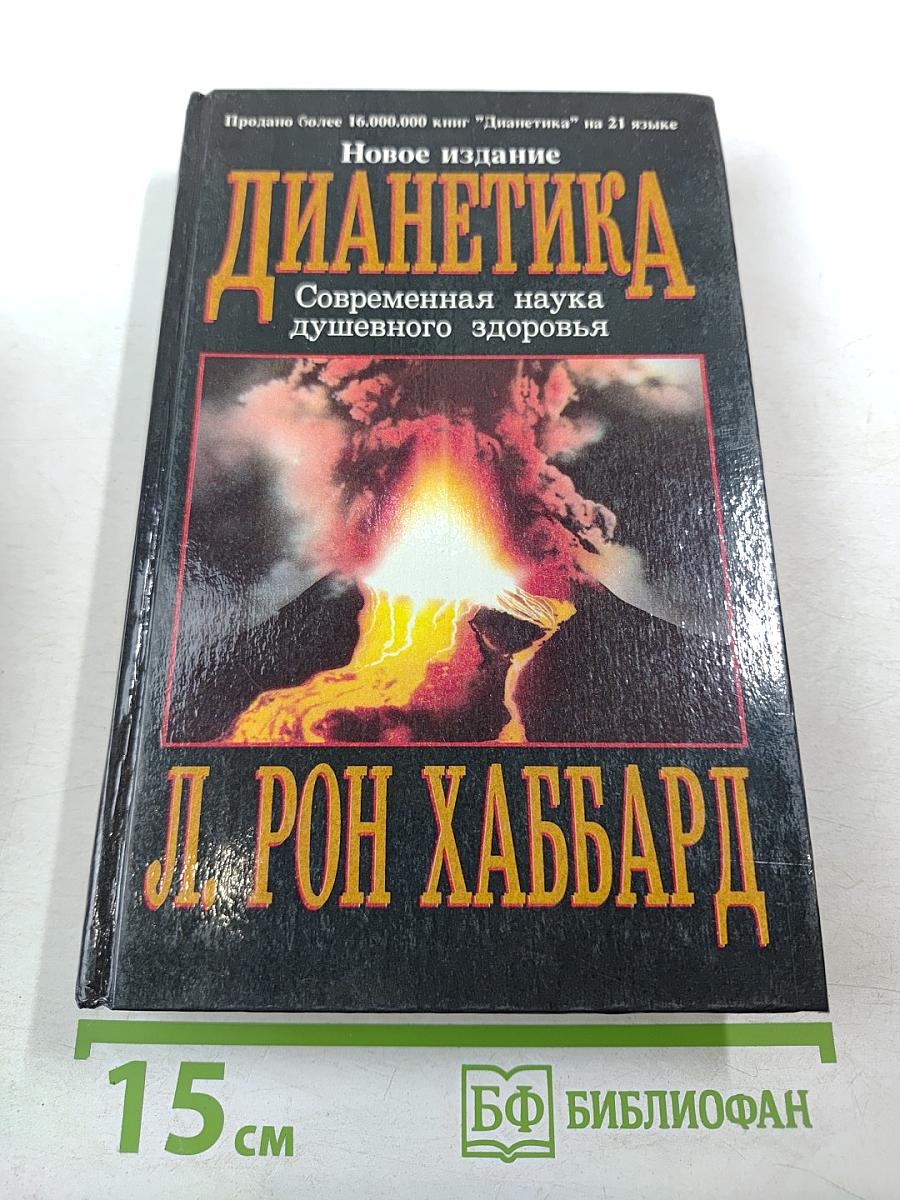 Продано более 16.000.000 книг "Дианетика" на 21 языке
Новое издание
ДИАНЕТИКА
Современная наука
душевного здоровья
Л. РОН ХАББАРД
15 см
БФ БИБЛИОФАН